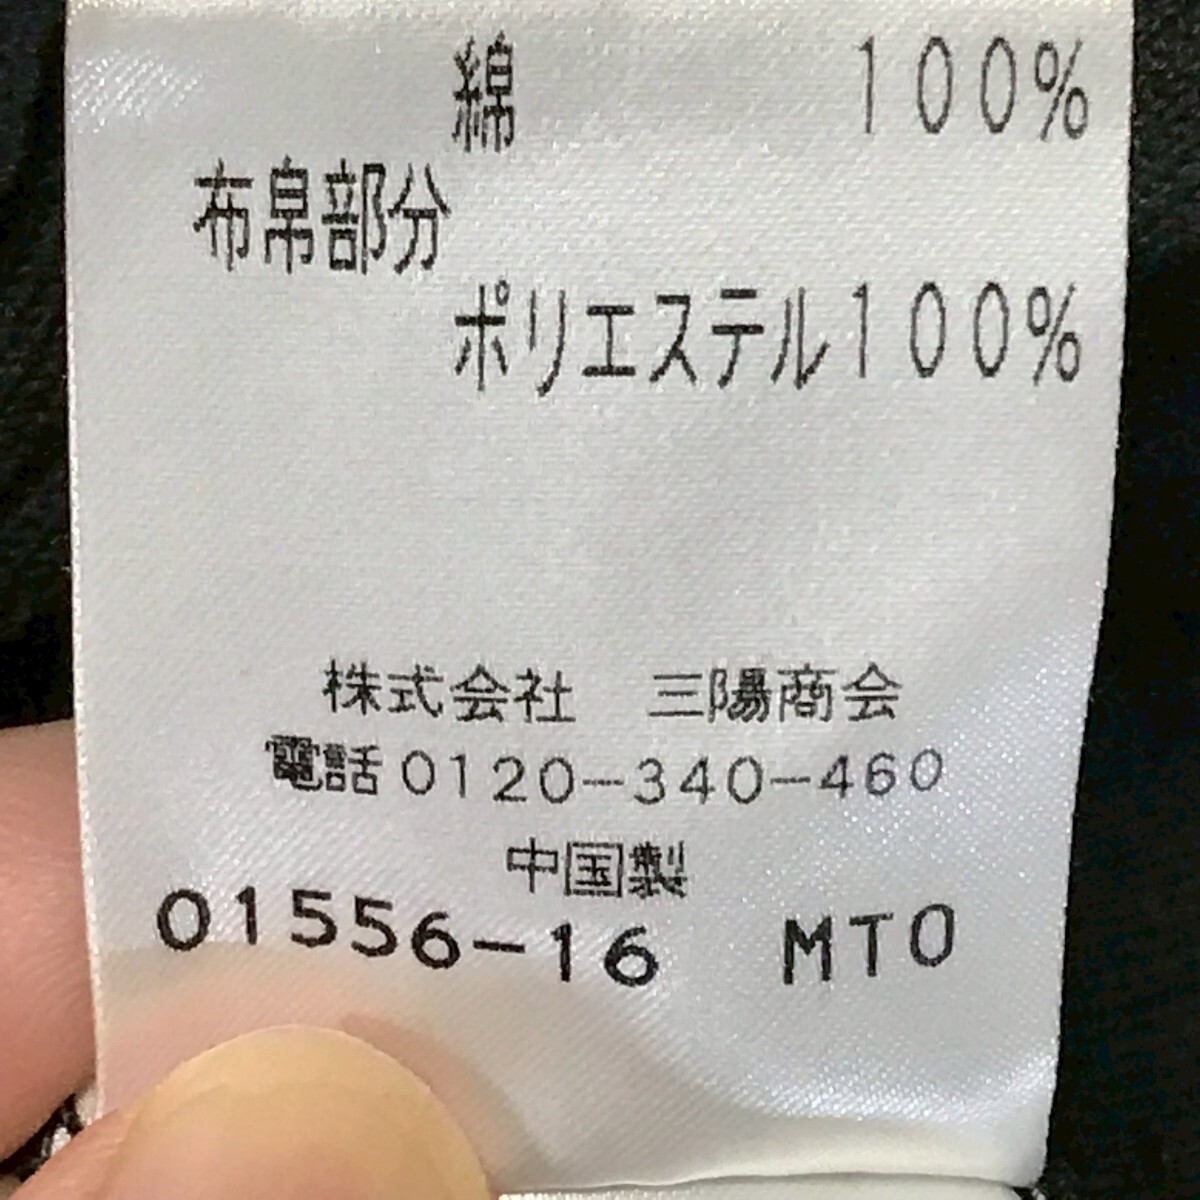 綿 100%
布帛部分
ポリエステル100%
株式会社 三陽商会
電話0120-340-460
中国製
01556-16 MTO